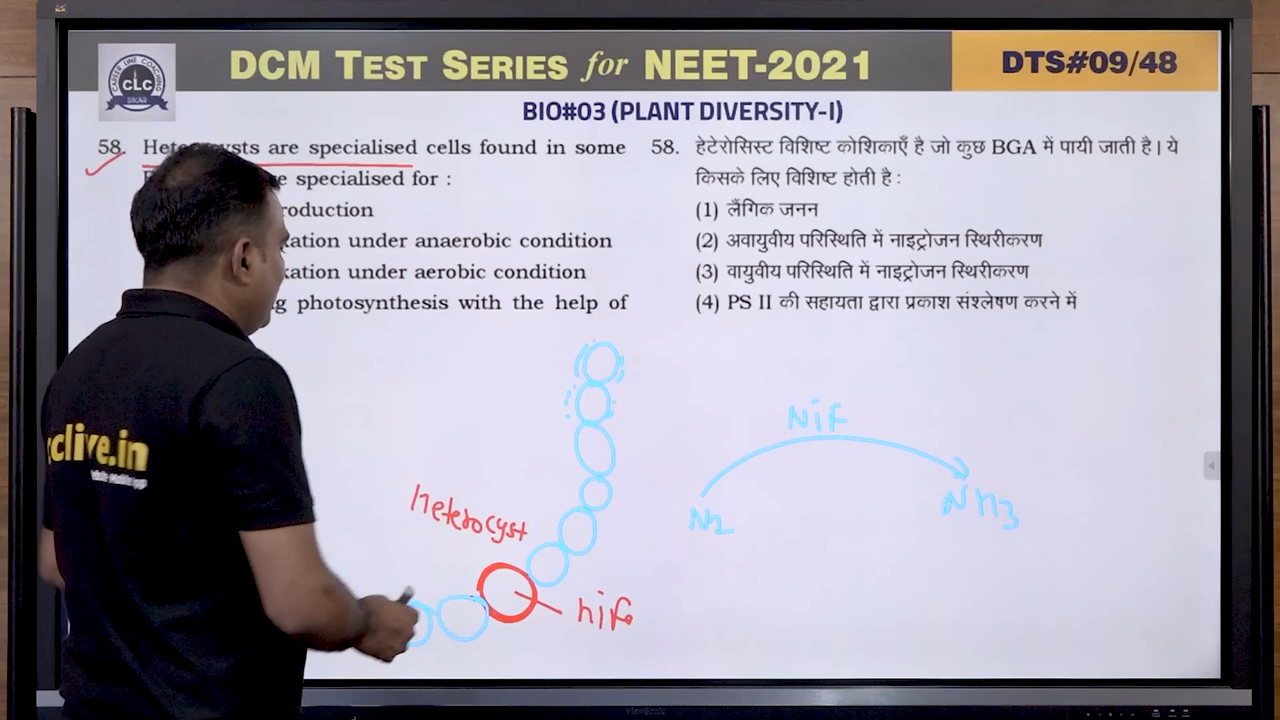 DCM TEST SERIES for NEET-2021
DTS#09/48
CAREER LINE COACHING
CLC
SIKAR
BIO#03 (PLANT DIVERSITY-I)
58. are specialised cells found in some
specialised for :
under anaerobic condition
under aerobic condition
photosynthesis with the help of
58. हेटेरोसिस्ट विशिष्ट कोशिकाएँ है जो कुछ BGA में पायी जाती है। ये
किसके लिए विशिष्ट होती है :
(1) लैंगिक जनन
(2) अवायुवीय परिस्थिति में नाइट्रोजन स्थिरीकरण
(3) वायुवीय परिस्थिति में नाइट्रोजन स्थिरीकरण
(4) PS II की सहायता द्वारा प्रकाश संश्लेषण करने में
Nif
N2
NH3
heterocyst
nif
clive.in
ViewSonic